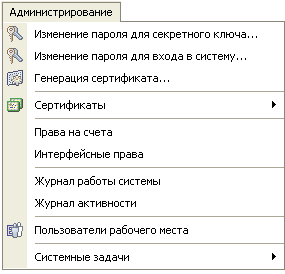 Администрирование
Изменение пароля для секретного ключа...
Изменение пароля для входа в систему...
Генерация сертификата...
Сертификаты
Права на счета
Интерфейсные права
Журнал работы системы
Журнал активности
Пользователи рабочего места
Системные задачи